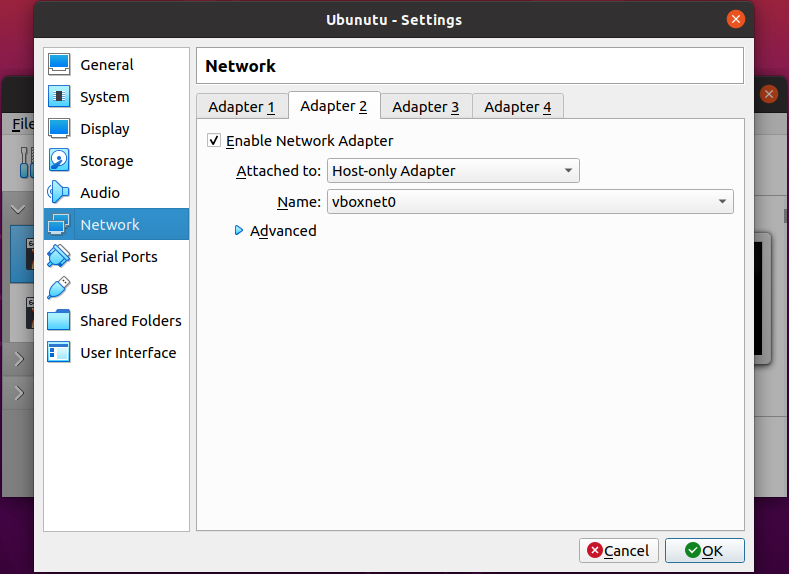 Ubunutu - Settings
File
General
System
Display
Storage
Audio
Network
Serial Ports
USB
Shared Folders
User Interface
Network
Adapter 1 Adapter 2 Adapter 3 Adapter 4
Enable Network Adapter
Attached to: Host-only Adapter
Name: vboxnet0
Advanced
Cancel OK